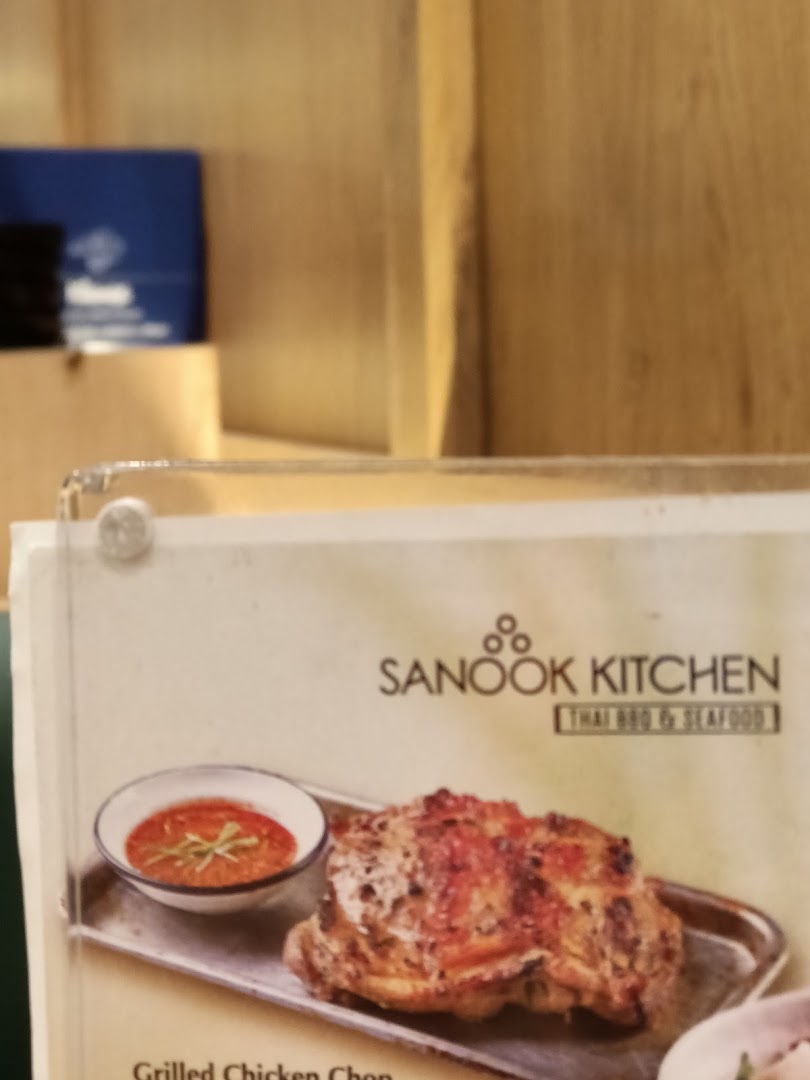 SANOOK KITCHEN
THAI BBQ & SEAFOOD
Grilled Chicken Chop